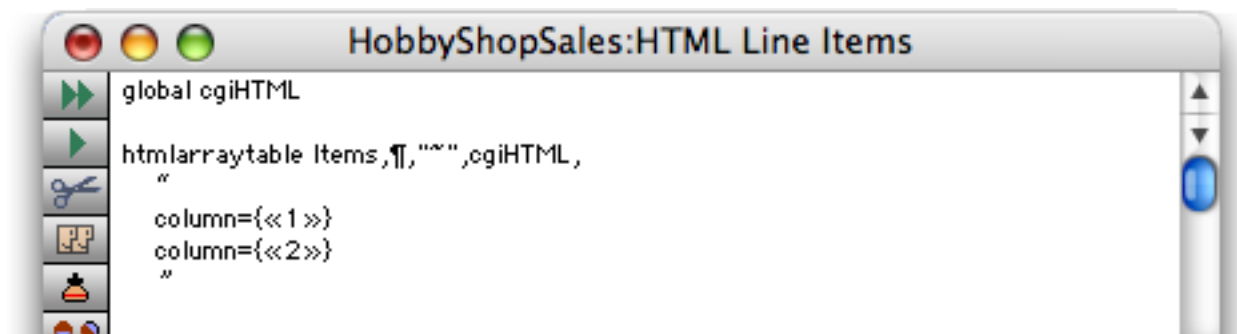 HobbyShopSales:HTML Line Items
global cgiHTML
htmlarraytable Items,¶,"~",cgiHTML,
“
column={«1»}
column={«2»}
”